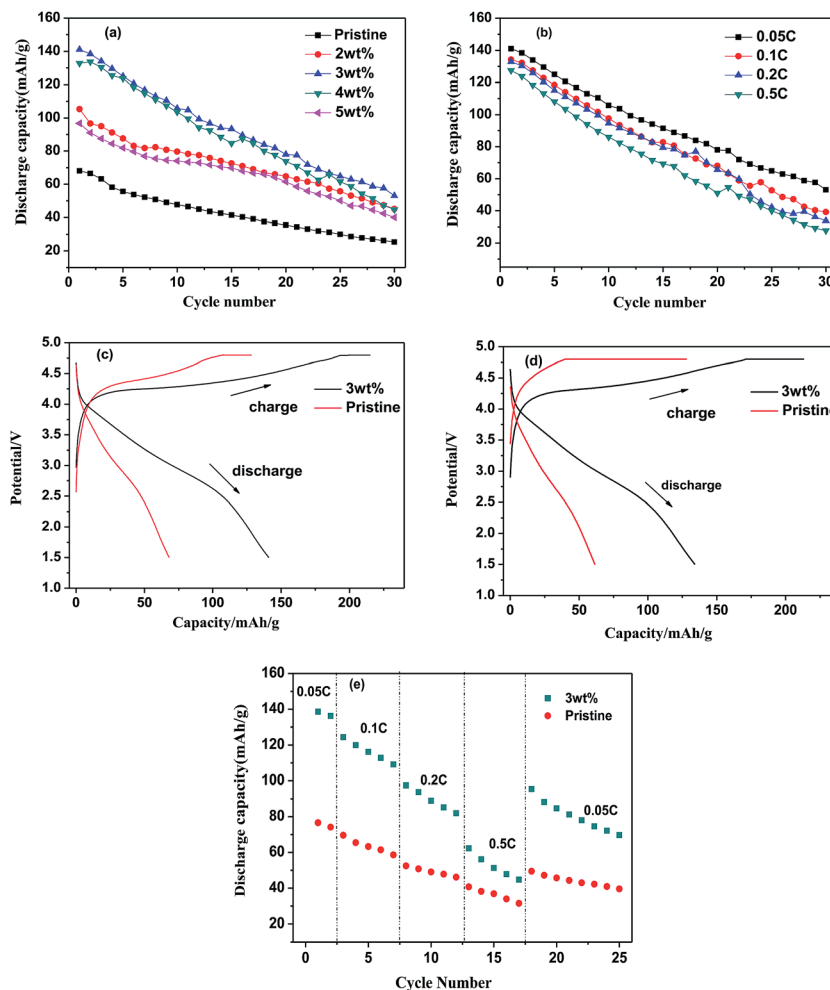 (a)
Pristine
2wt%
3wt%
4wt%
5wt%
160
140
120
100
80
60
40
20
0 5 10 15 20 25 30
Discharge capacity(mAh/g)
Cycle number
(b)
0.05C
0.1C
0.2C
0.5C
160
140
120
100
80
60
40
20
0 5 10 15 20 25 30
Discharge capacity(mAh/g)
Cycle number
(c)
3wt%
Pristine
charge
discharge
5.0
4.5
4.0
3.5
3.0
2.5
2.0
1.5
1.0
0 50 100 150 200
Potential/V
Capacity/mAh/g
(d)
3wt%
Pristine
charge
discharge
5.0
4.5
4.0
3.5
3.0
2.5
2.0
1.5
1.0
0 50 100 150 200
Potential/V
Capacity/mAh/g
(e)
3wt%
Pristine
0.05C
0.1C
0.2C
0.5C
0.05C
160
140
120
100
80
60
40
20
0 5 10 15 20 25
Discharge capacity(mAh/g)
Cycle Number